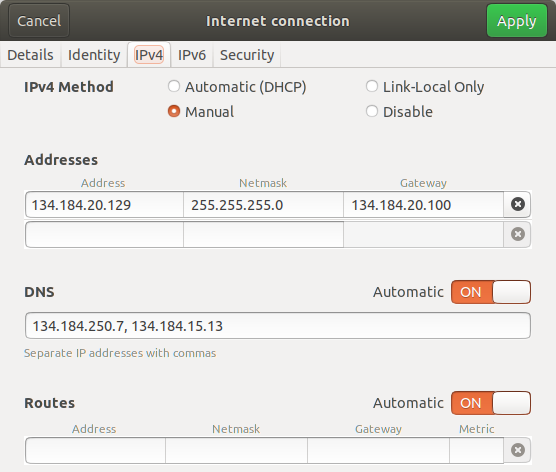 Cancel Internet connection Apply
Details Identity IPv4 IPv6 Security
IPv4 Method Automatic (DHCP) Link-Local Only
Manual Disable
Addresses
Address Netmask Gateway
134.184.20.129 255.255.255.0 134.184.20.100
DNS Automatic ON
134.184.250.7, 134.184.15.13
Separate IP addresses with commas
Routes Automatic ON
Address Netmask Gateway Metric